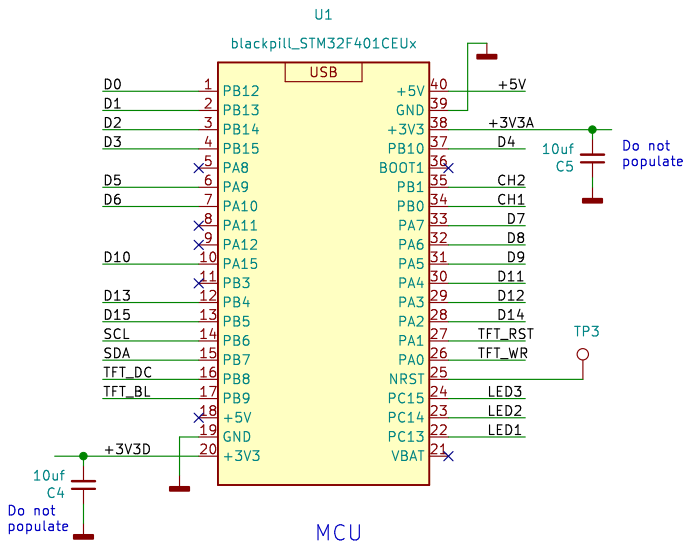 U1
blackpill_STM32F401CEUx
USB
D0 1 PB12 +5V 40 +5V
D1 2 PB13 GND 39
D2 3 PB14 +3V3 38 +3V3A
D3 4 PB15 PB10 37 D4
5 PA8 BOOT1 36
D5 6 PA9 PB1 35 CH2
D6 7 PA10 PB0 34 CH1
8 PA11 PA7 33 D7
9 PA12 PA6 32 D8
D10 10 PA15 PA5 31 D9
11 PB3 PA4 30 D11
D13 12 PB4 PA3 29 D12
D15 13 PB5 PA2 28 D14
SCL 14 PB6 PA1 27 TFT_RST
SDA 15 PB7 PA0 26 TFT_WR
TFT_DC 16 PB8 NRST 25
TFT_BL 17 PB9 PC15 24 LED3
18 +5V PC14 23 LED2
19 GND PC13 22 LED1
+3V3D 20 +3V3 VBAT 21
10uf
C5
Do not
populate
TP3
10uf
C4
Do not
populate
MCU